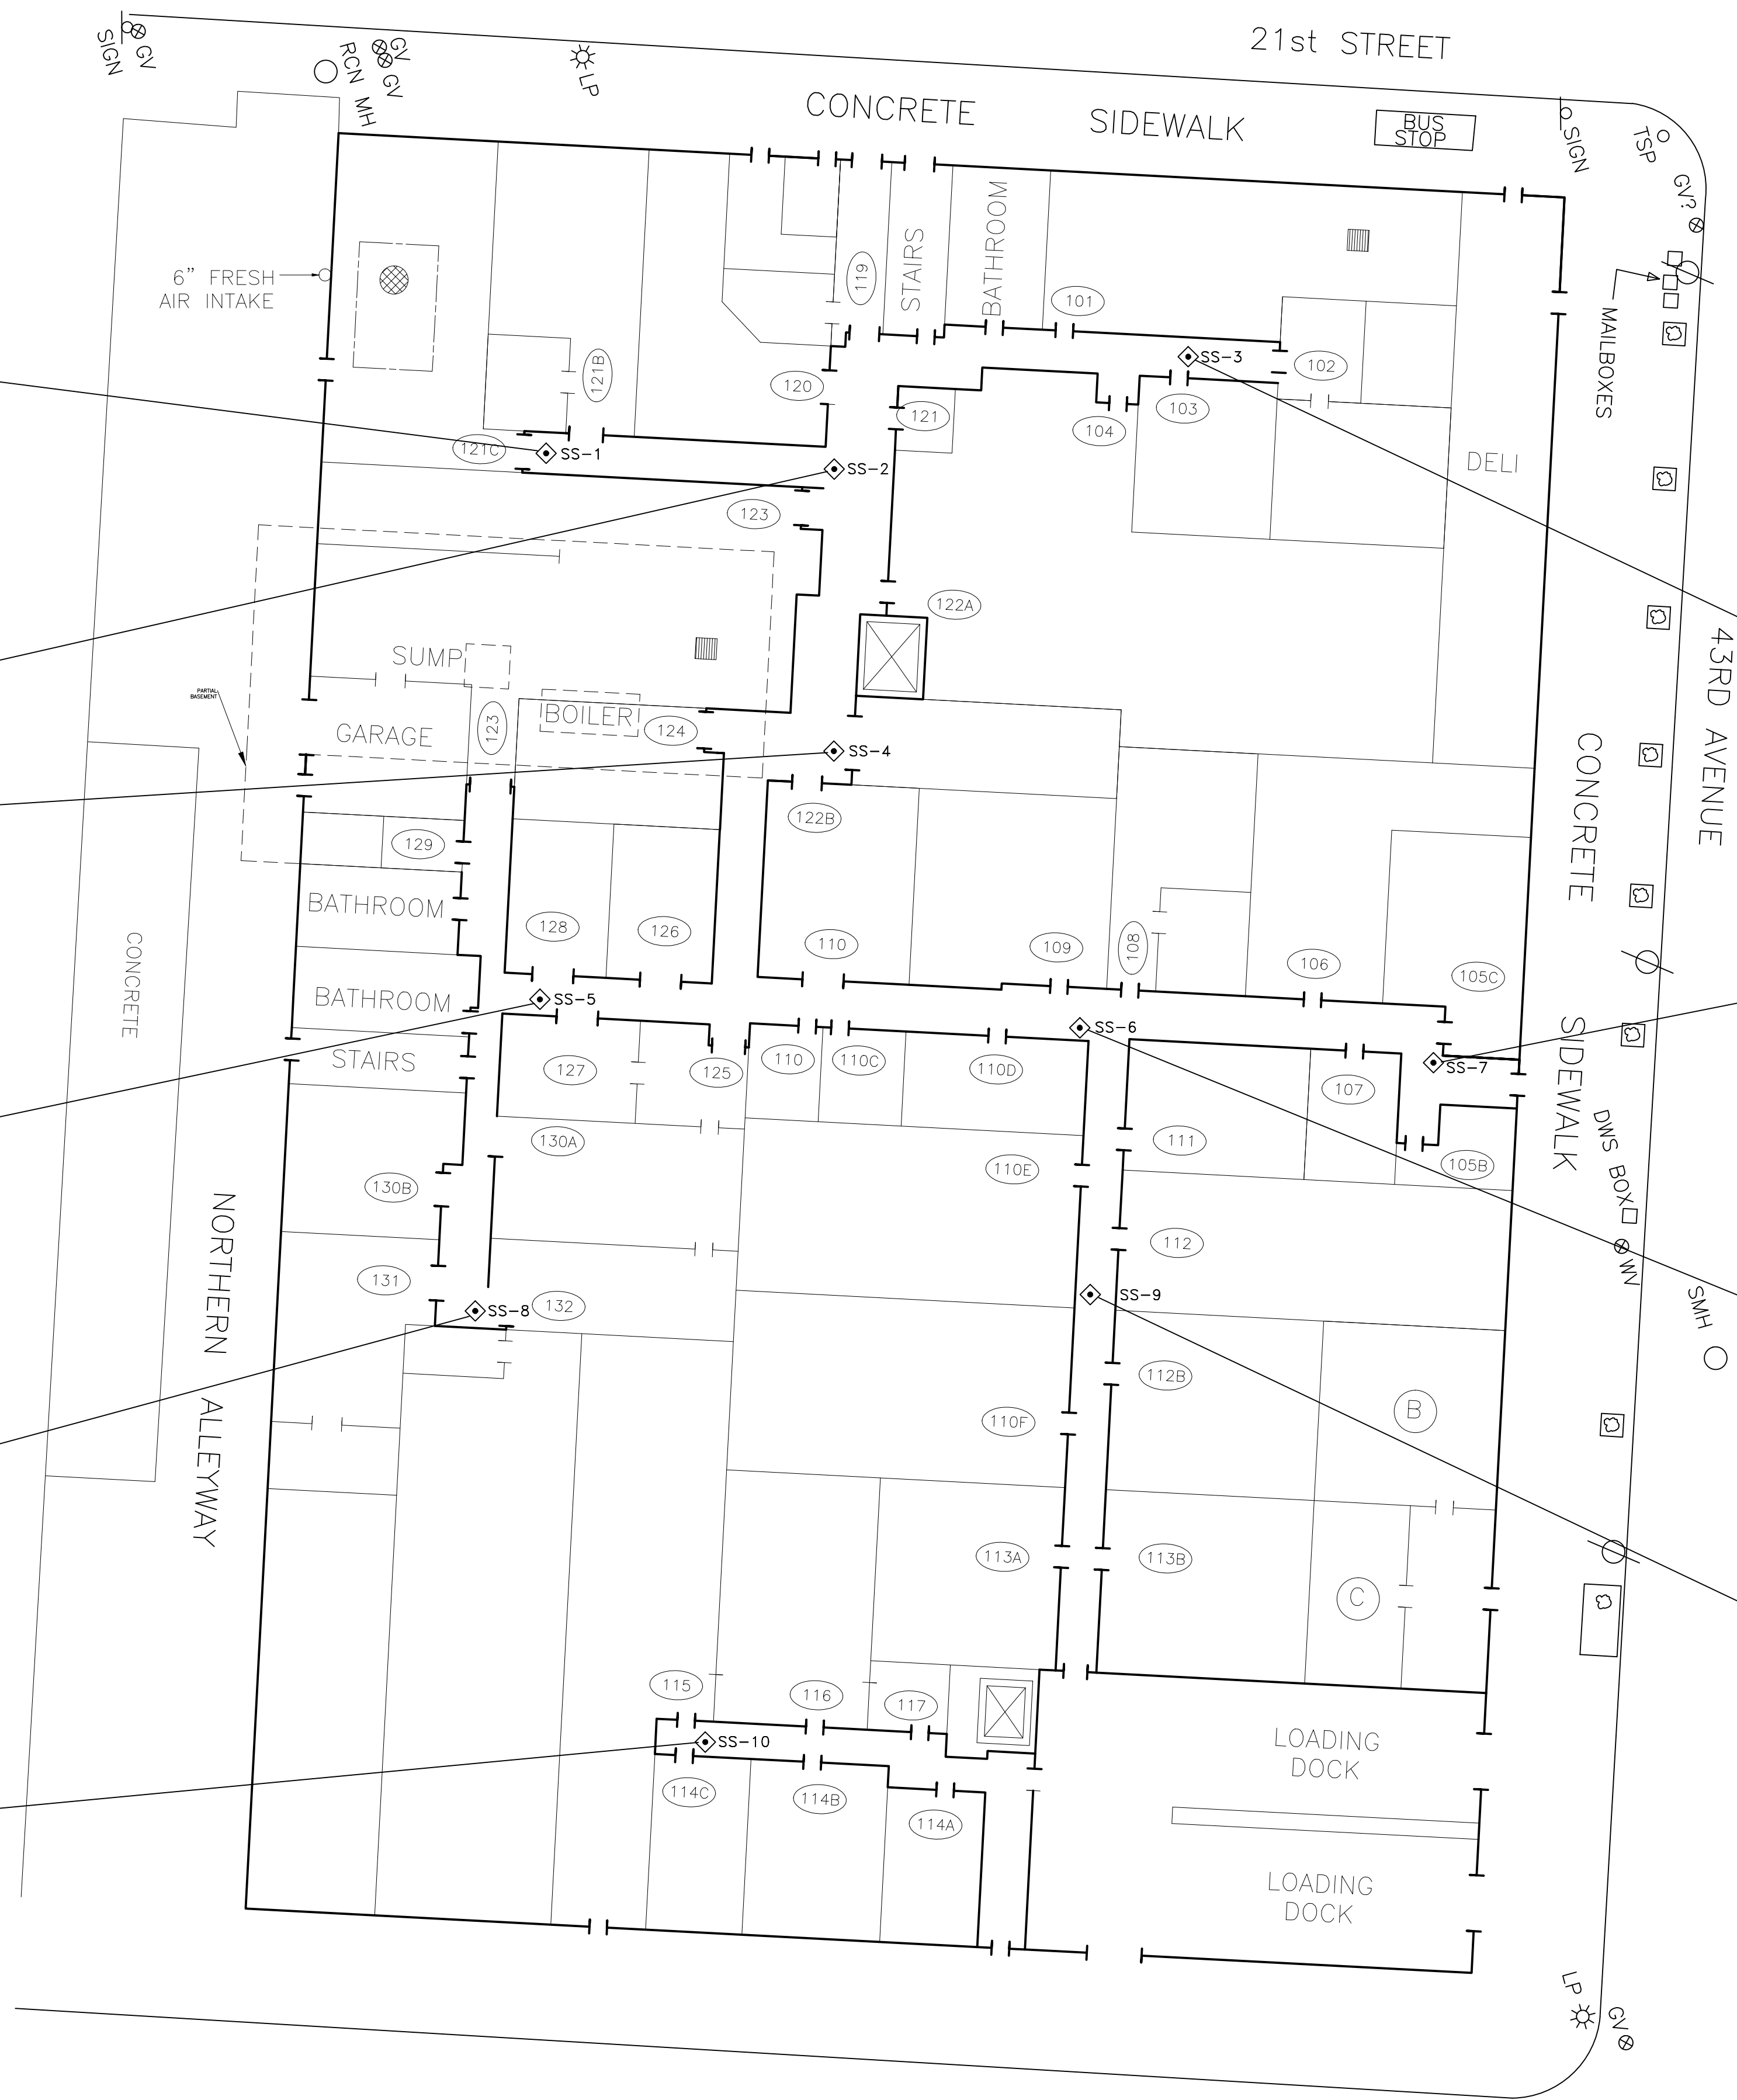 21st STREET
SIGN
GV
GV
GV
RCN MH
LP
CONCRETE
SIDEWALK
BUS
STOP
SIGN
TSP
GV?
MAILBOXES
6" FRESH
AIR INTAKE
119
STAIRS
BATHROOM
101
SS-3
102
121B
120
121
103
104
121C
SS-1
SS-2
DELI
123
122A
43RD AVENUE
SUMP
PARTIAL
BASEMENT
BOILER
124
123
GARAGE
SS-4
CONCRETE
122B
129
BATHROOM
128
126
110
109
108
106
105C
CONCRETE
BATHROOM
SS-5
SS-6
SIDEWALK
STAIRS
127
125
110
110C
110D
SS-7
107
130A
111
110E
105B
DWS BOX
130B
NORTHERN
112
WV
131
SS-8
132
SS-9
SMH
112B
ALLEYWAY
110F
B
113A
113B
C
115
116
117
SS-10
LOADING
DOCK
114C
114B
114A
LOADING
DOCK
LP
GV